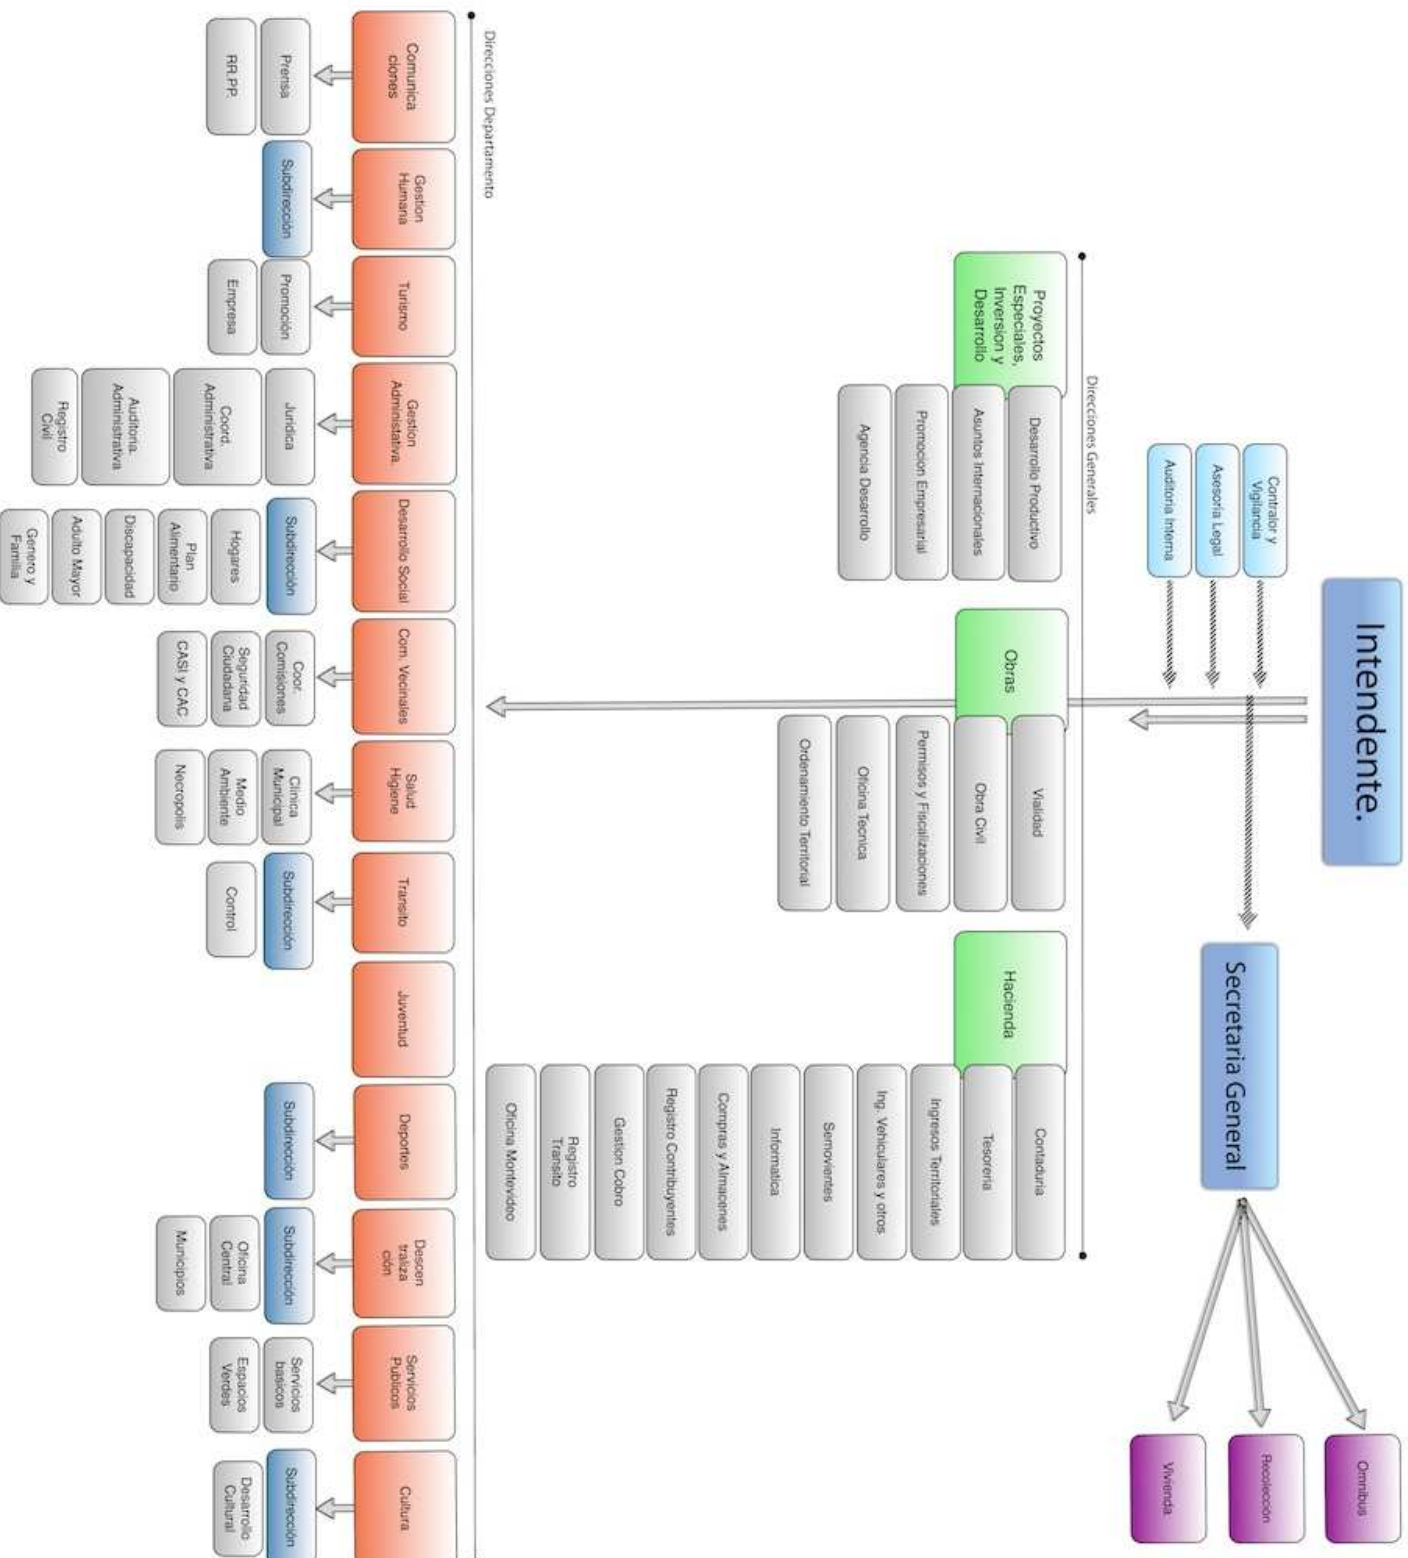 Intendente.
Contralor y
Vigilancia
Asesoría Legal
Auditoria Interna
Secretaria General
Omnibus
Recolección
Vivienda
Direcciones Generales
Proyectos
Especiales,
Inversion y
Desarrollo
Desarrollo Productivo
Asuntos Internacionales
Promocion Empresarial
Agencia Desarrollo
Obras
Vialidad
Obra Civil
Permisos y Fiscalizaciones
Oficina Tecnica
Ordenamiento Territorial
Hacienda
Contaduria
Tesoreria
Ingresos Territoriales
Ing. Vehiculares y otros
Semovientes
Informatica
Compras y Almacenes
Registro Contribuyentes
Gestion Cobro
Registro
Transito
Oficina Montevideo
Direcciones Departamento
Comunica
ciones
Prensa
RR.PP.
Gestion
Humana
Subdirección
Turismo
Promoción
Empresa
Gestion
Administativa.
Juridica
Coord.
Administrativa
Auditoria.
Administrativa
Registro
Civil
Desarrollo Social
Subdirección
Hogares
Plan
Alimentario
Discapacidad
Adulto Mayor
Genero y
Familia
Com. Vecinales
Coor.
Comisiones
Seguridad
Ciudadana
CASI y CAC
Salud
Higiene
Clinica
Municipal
Medio
Ambiente
Necropolis
Transito
Subdirección
Control
Juventud
Deportes
Subdirección
Descen
traliza
ción
Subdirección
Oficina
Central
Municipios
Servicios
Publicos
Servicios
basicos
Espacios
Verdes
Cultura
Subdirección
Desarrollo
Cultural